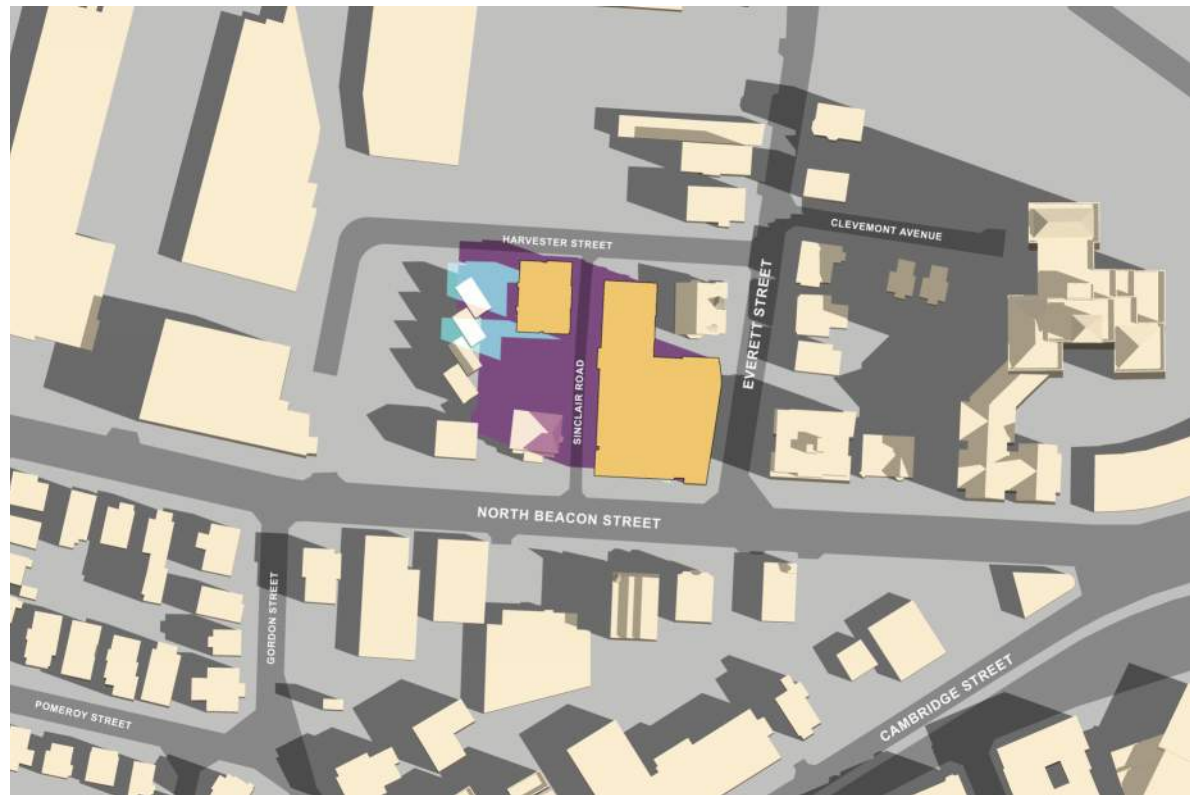 CLEVEMONT AVENUE
HARVESTER STREET
EVERETT STREET
SINCLAIR ROAD
NORTH BEACON STREET
GORDON STREET
CAMBRIDGE STREET
POMEROY STREET